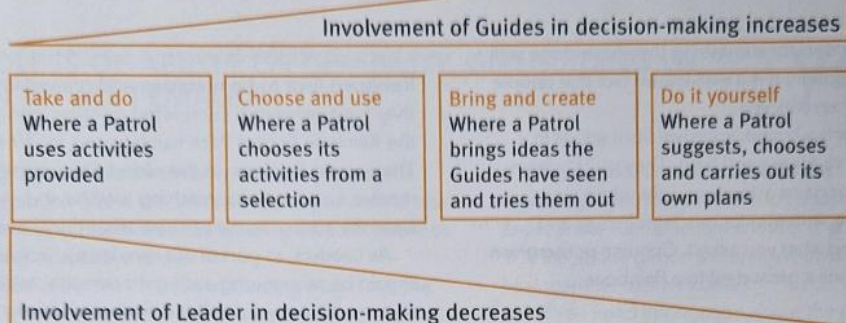 Involvement of Guides in decision-making increases
Take and do
Where a Patrol
uses activities
provided
Choose and use
Where a Patrol
chooses its
activities from a
selection
Bring and create
Where a Patrol
brings ideas the
Guides have seen
and tries them out
Do it yourself
Where a Patrol
suggests, chooses
and carries out its
own plans
Involvement of Leader in decision-making decreases